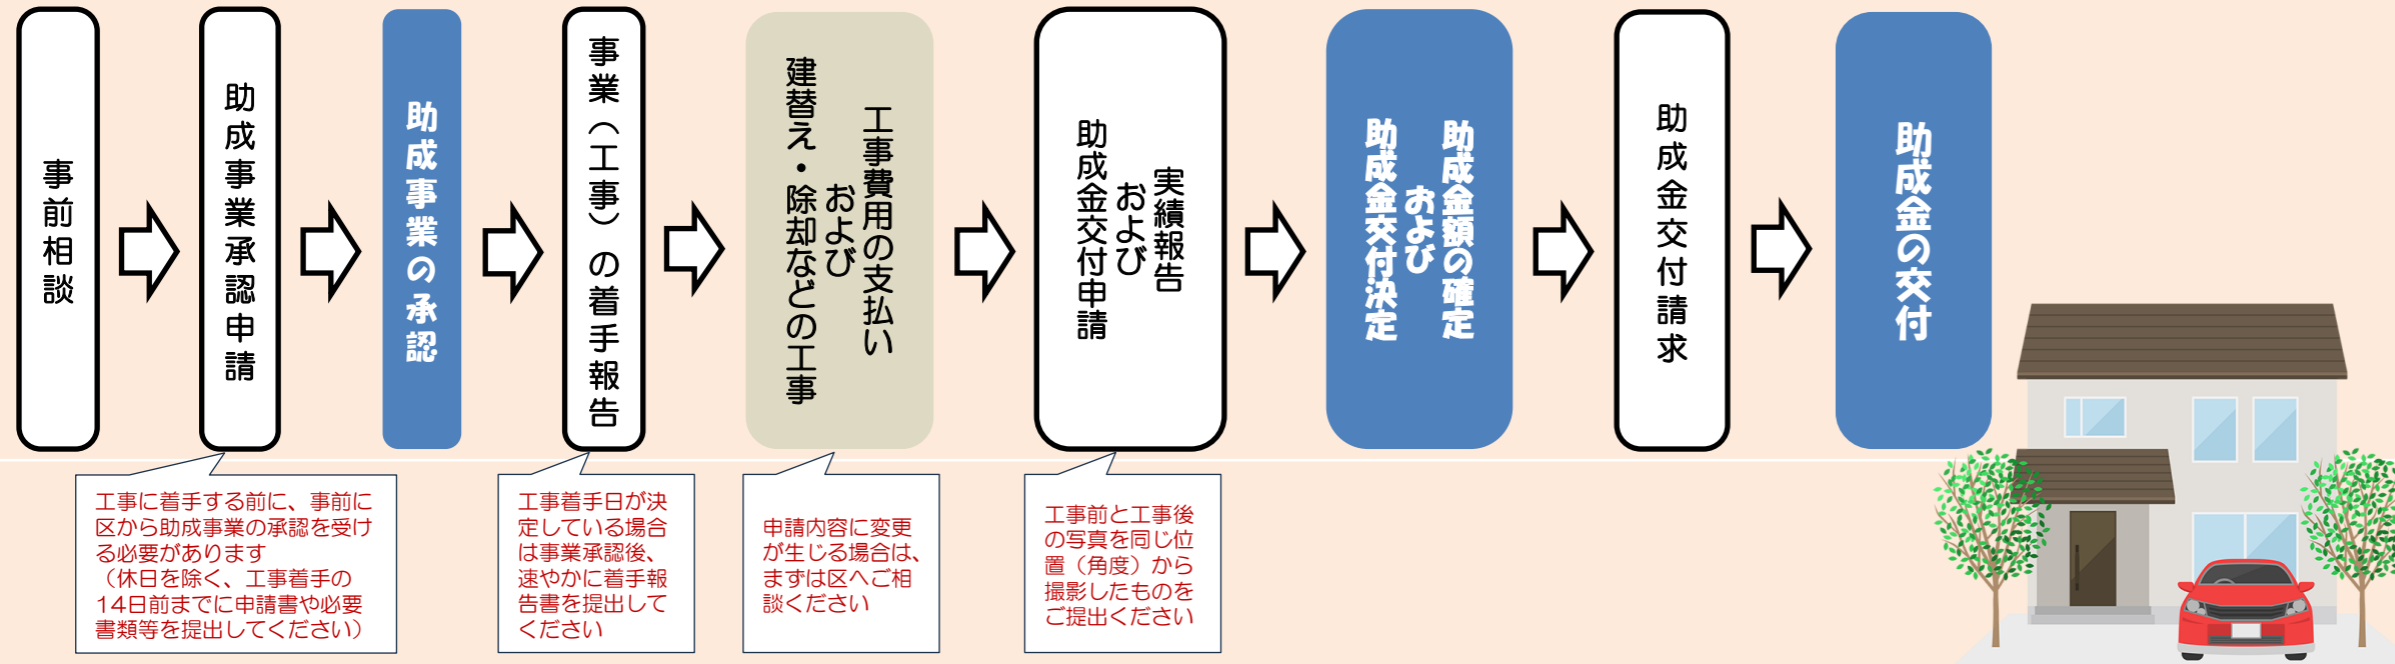 事前相談
助成事業承認申請
助成事業の承認
事業（工事）の着手報告
工事費用の支払い
および
建替え・除却などの工事
実績報告
および
助成金交付申請
助成金額の確定
および
助成金交付決定
助成金交付請求
助成金の交付
工事に着手する前に、事前に
区から助成事業の承認を受け
る必要があります
（休日を除く、工事着手の
14日前までに申請書や必要
書類等を提出してください）
工事着手日が決
定している場合
は事業承認後、
速やかに着手報
告書を提出して
ください
申請内容に変更
が生じる場合は、
まずは区へご相
談ください
工事前と工事後
の写真を同じ位
置（角度）から
撮影したものを
ご提出ください